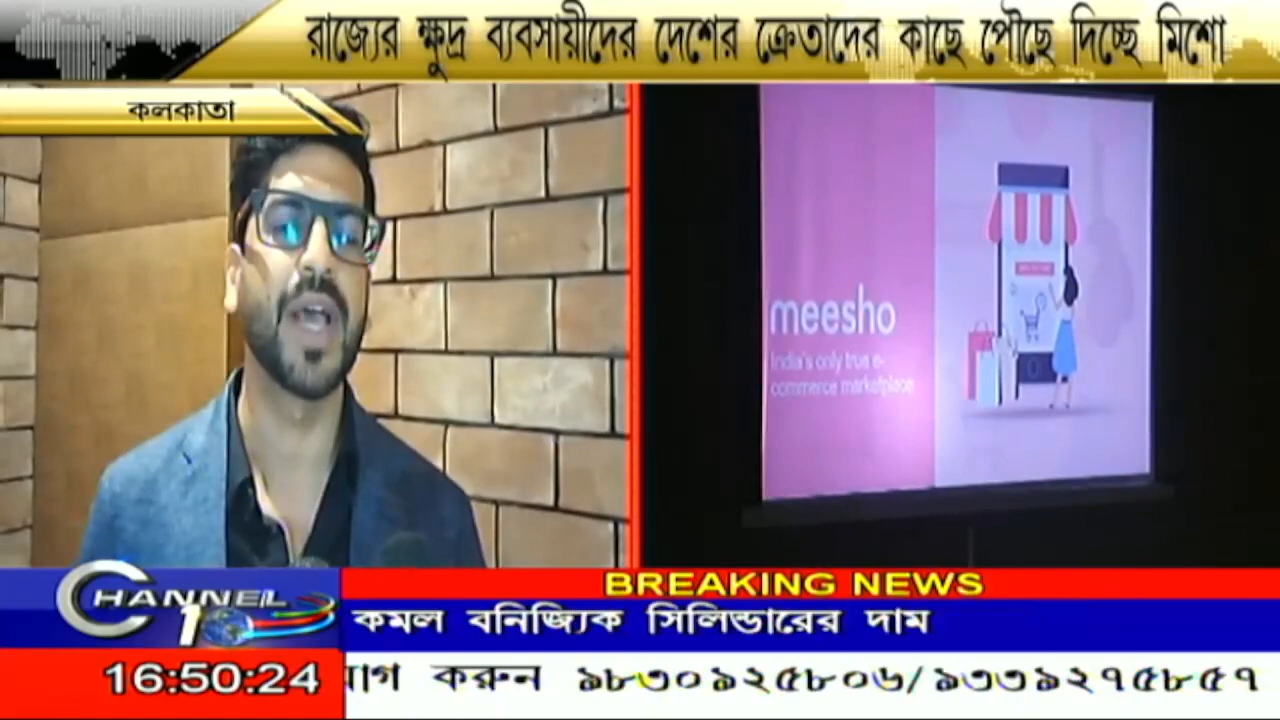 রাজ্যের ক্ষুদ্র ব্যবসায়ীদের দেশের ক্রেতাদের কাছে পৌছে দিচ্ছে মিশো
কলকাতা
meesho
India's only true e-
commerce marketplace
CHANNEL
10
BREAKING NEWS
কমল বনিজ্যিক সিলিন্ডারের দাম
16:50:24
যোগ করুন ৯৮৩০৯২৫৮০৬/৯৩৩৯২৭৫৮৫৭